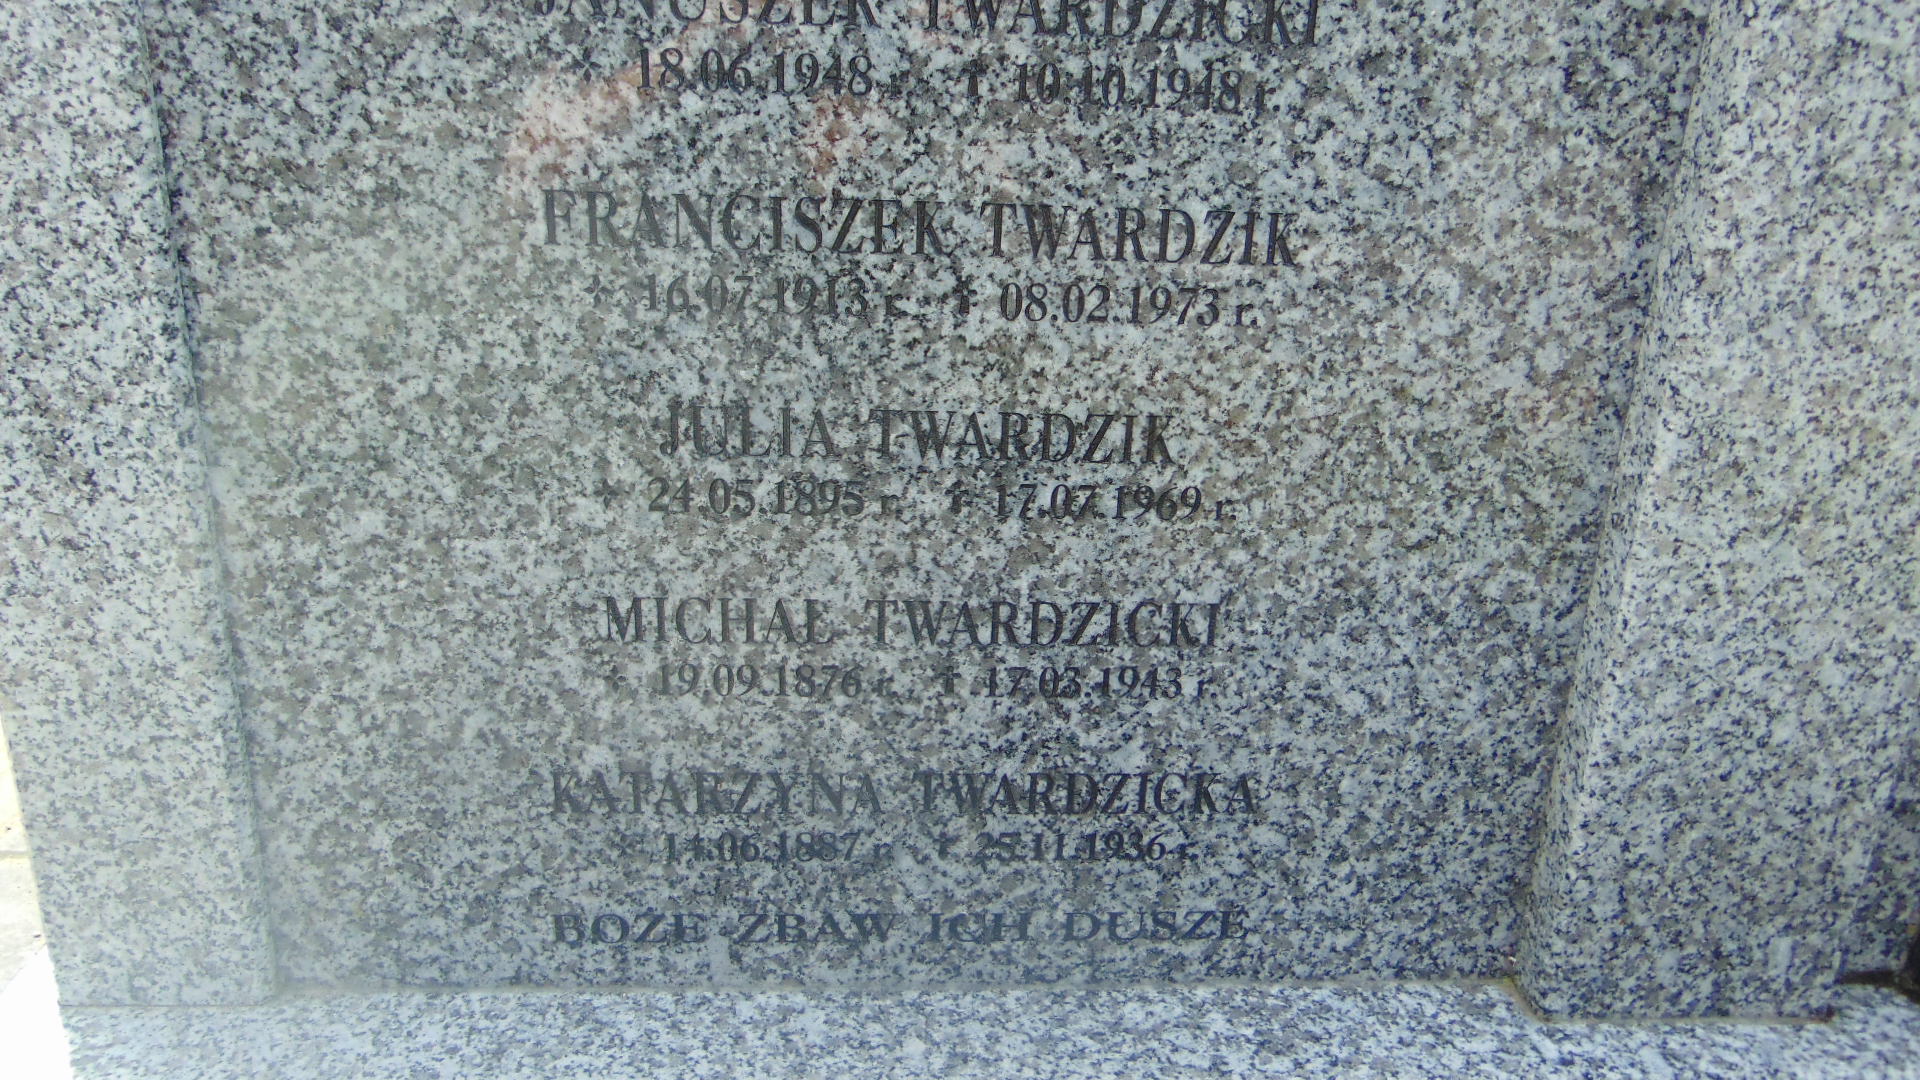 JANUSZEK TWARDZICKI
* 18.06.1948 r. † 10.10.1948 r.
FRANCISZEK TWARDZIK
* 16.07.1913 r. † 08.02.1973 r.
JULIA TWARDZIK
* 24.05.1895 r. † 17.07.1969 r.
MICHAŁ TWARDZICKI
* 19.09.1876 r. † 17.03.1943 r.
KATARZYNA TWARDZICKA
* 14.06.1887 r. † 25.11.1936 r.
BOŻE ZBAW ICH DUSZE